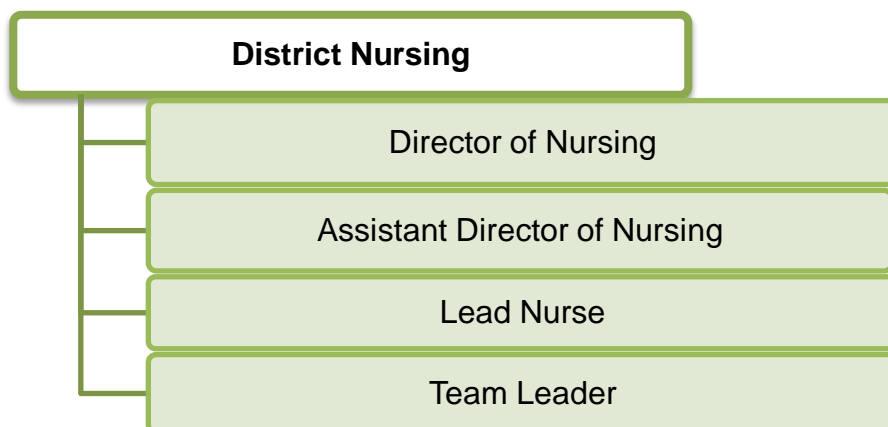 District Nursing
Director of Nursing
Assistant Director of Nursing
Lead Nurse
Team Leader